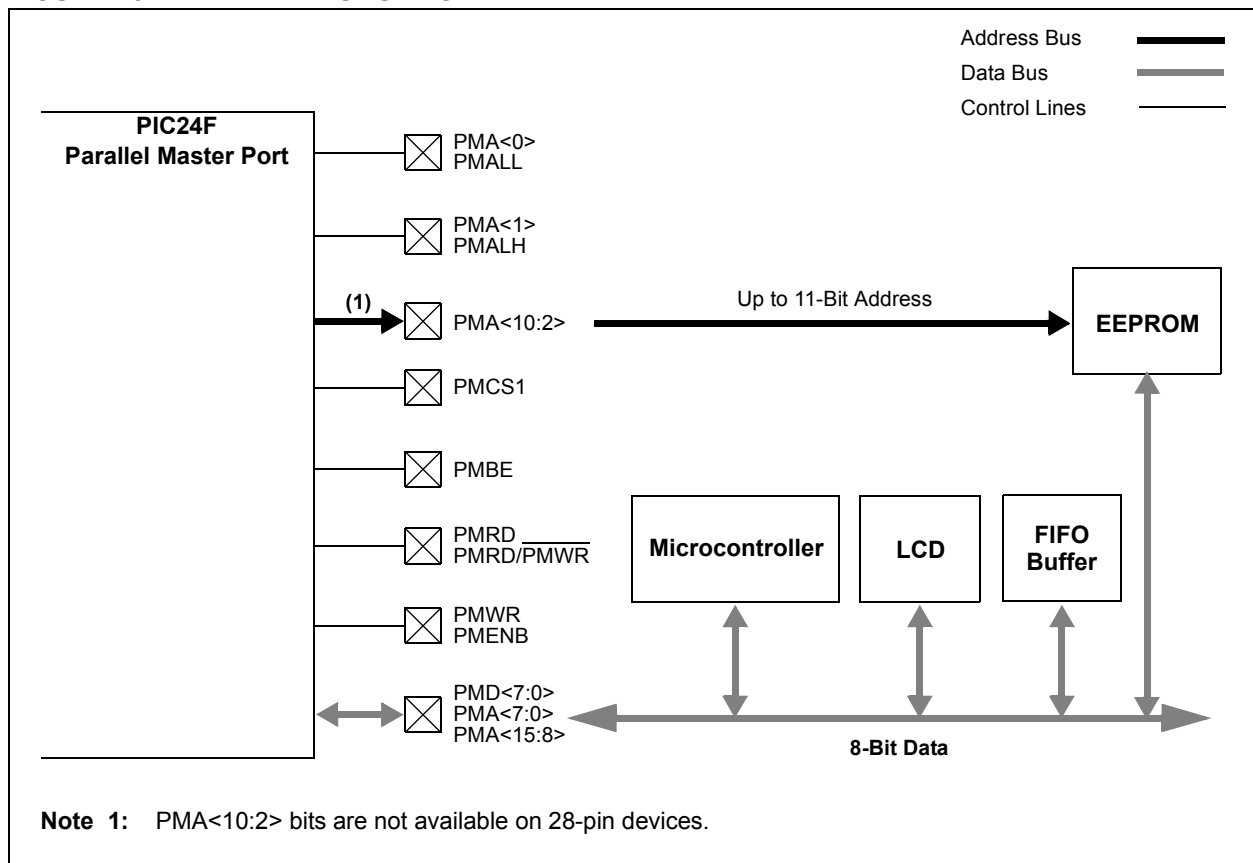 Address Bus
Data Bus
Control Lines
PIC24F
Parallel Master Port
PMA<0>
PMALL
PMA<1>
PMALH
(1)
PMA<10:2>
Up to 11-Bit Address
EEPROM
PMCS1
PMBE
PMRD
PMRD/PMWR
Microcontroller
LCD
FIFO
Buffer
PMWR
PMENB
PMD<7:0>
PMA<7:0>
PMA<15:8>
8-Bit Data
Note 1: PMA<10:2> bits are not available on 28-pin devices.